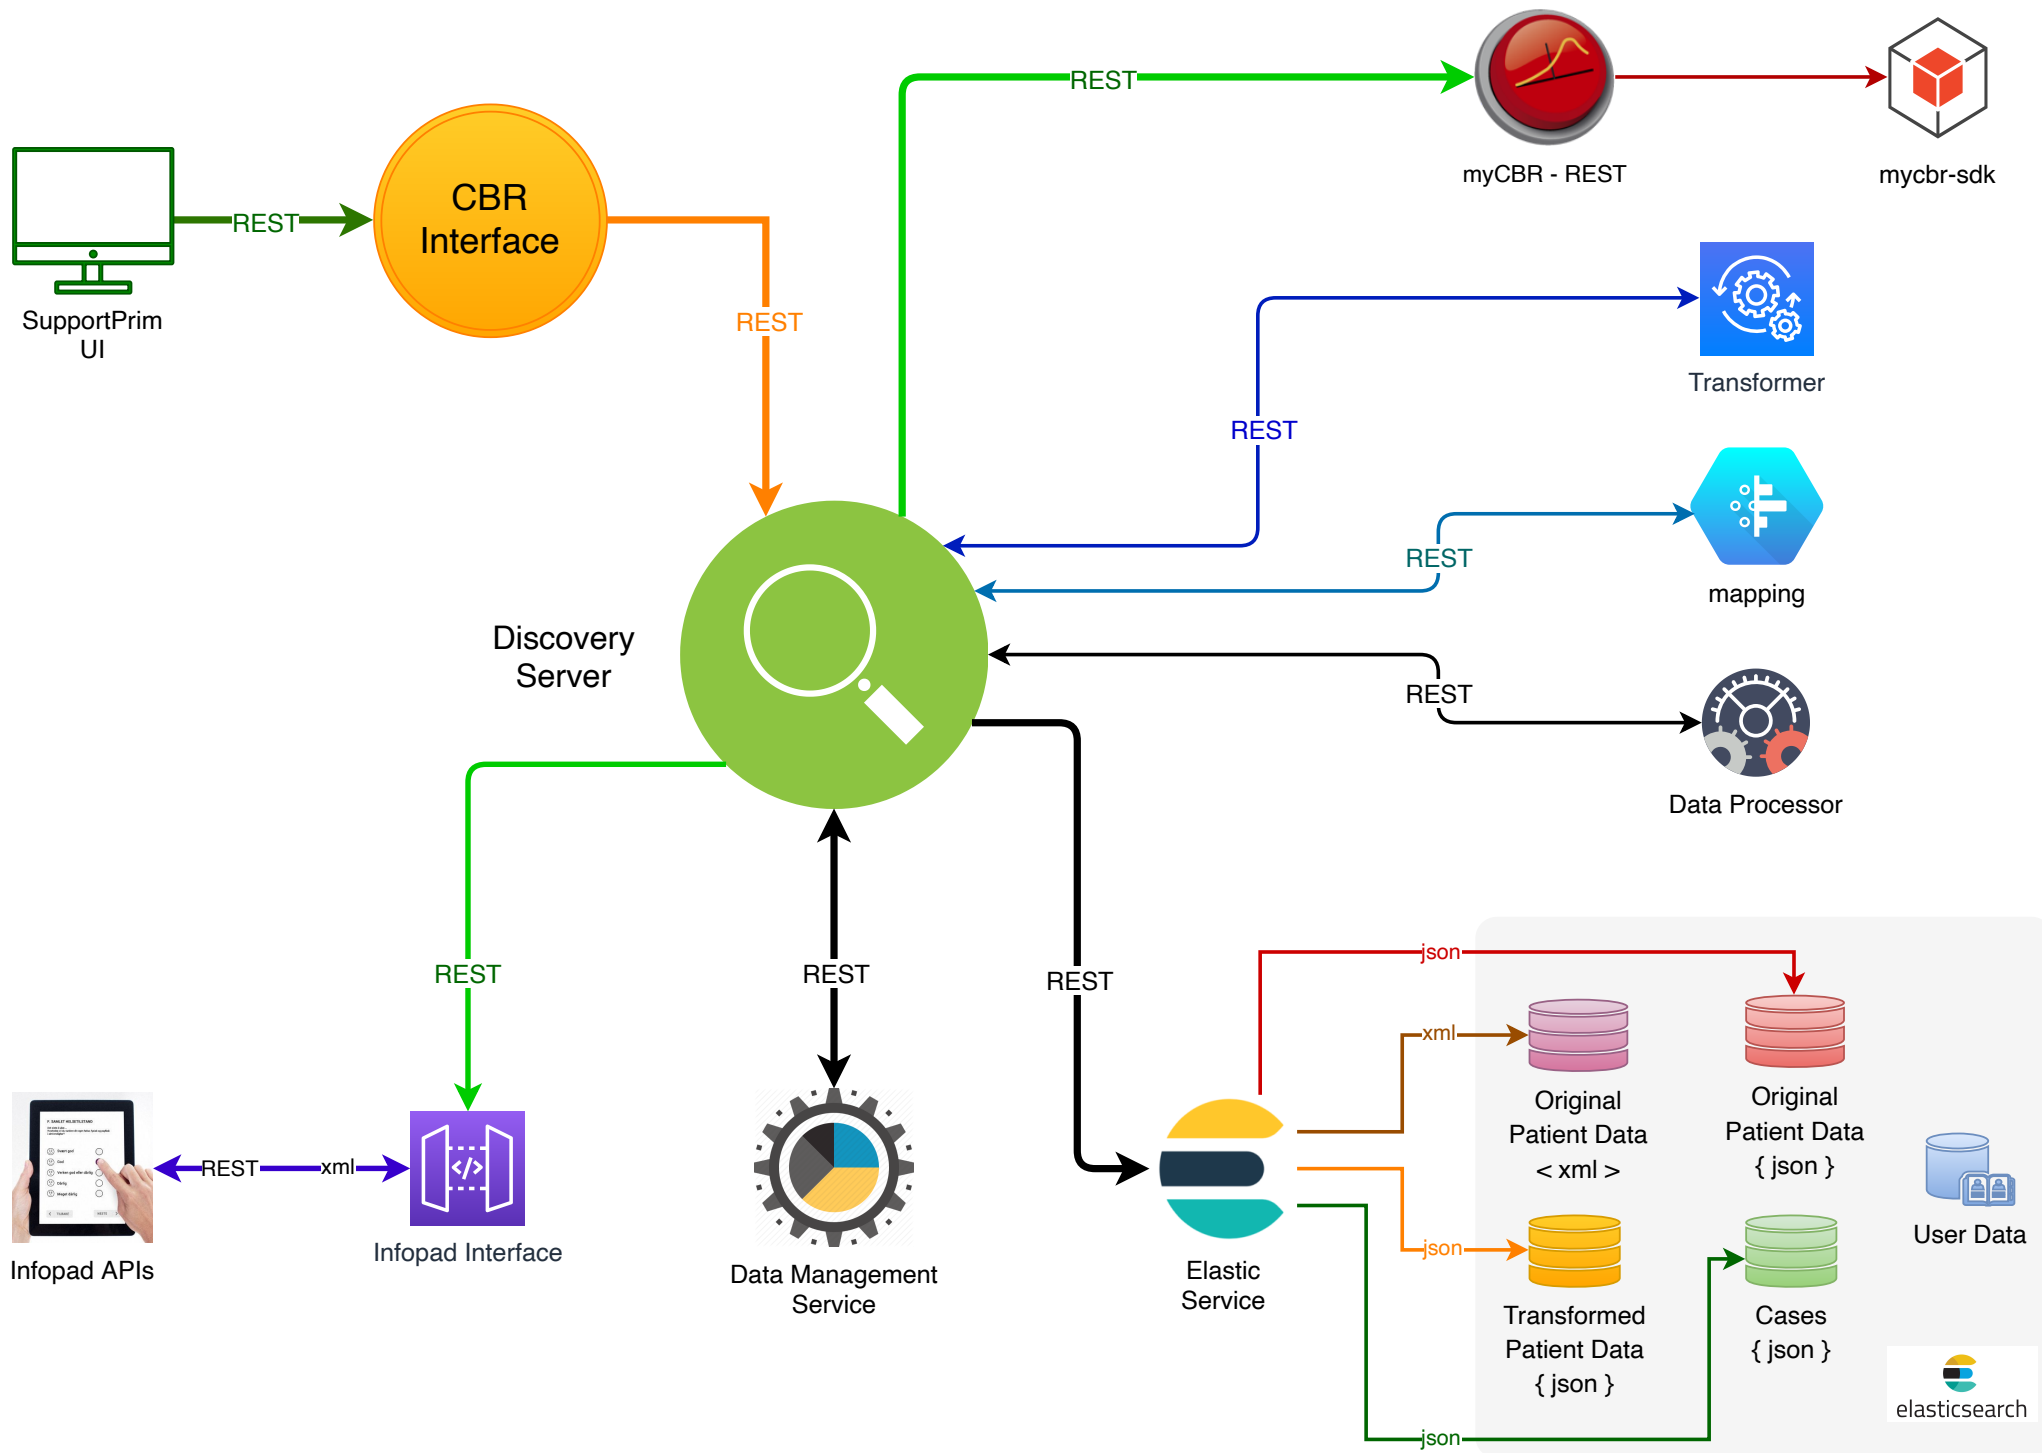 REST
myCBR - REST
mycbr-sdk
CBR
Interface
REST
SupportPrim
UI
REST
Transformer
REST
REST
mapping
Discovery
Server
REST
Data Processor
REST
REST
REST
json
xml
Original
Patient Data
< xml >
Original
Patient Data
{ json }
User Data
REST
xml
Infopad APIs
Infopad Interface
Data Management
Service
Elastic
Service
json
Transformed
Patient Data
{ json }
Cases
{ json }
json
elasticsearch